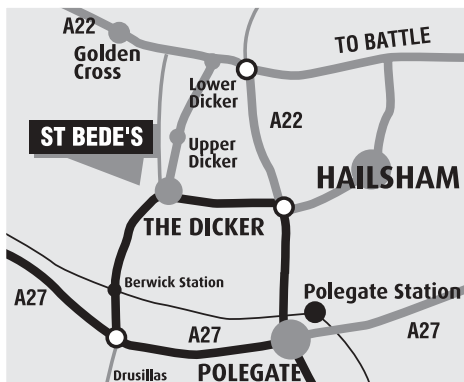 A22
Golden
Cross
TO BATTLE
Lower
Dicker
A22
ST BEDE'S
Upper
Dicker
HAILSHAM
THE DICKER
Berwick Station
Polegate Station
A27
A27
A27
Drusillas
POLEGATE